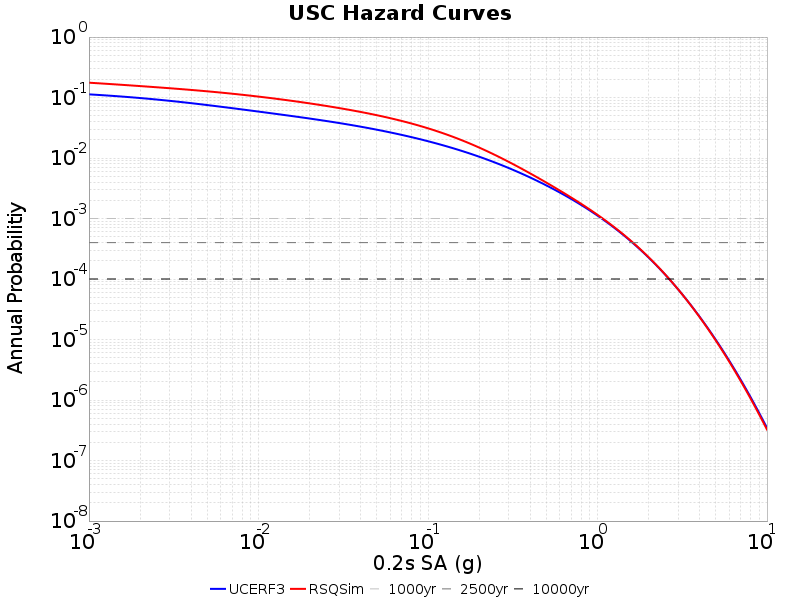 USC Hazard Curves
Annual Probabilitiy
10^0
10^-1
10^-2
10^-3
10^-4
10^-5
10^-6
10^-7
10^-8
10^-3 10^-2 10^-1 10^0 10^1
0.2s SA (g)
UCERF3 RSQSim 1000yr 2500yr 10000yr